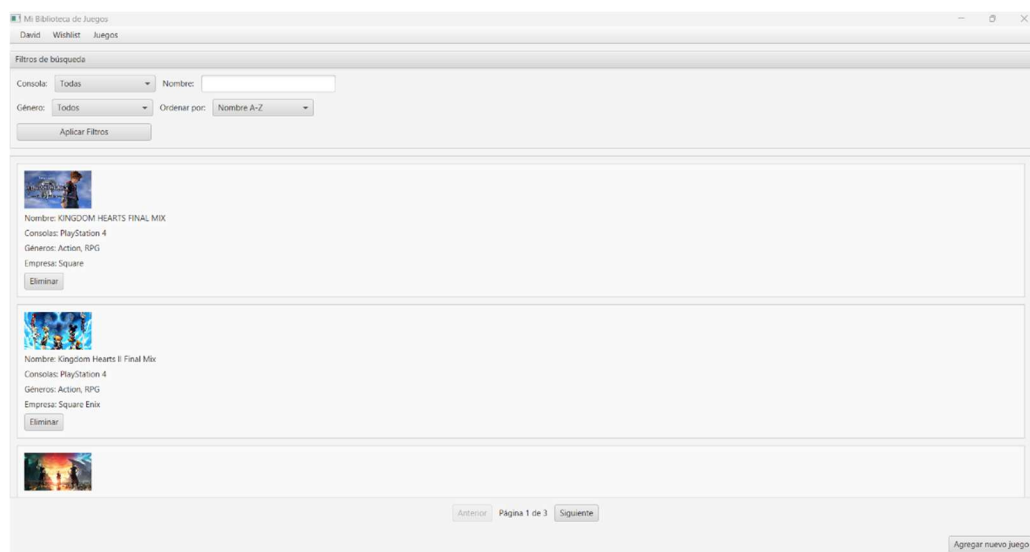 Mi Biblioteca de Juegos
David Wishlist Juegos
Filtros de búsqueda
Consola: Todas Nombre:
Género: Todos Ordenar por: Nombre A-Z
Aplicar Filtros
Nombre: KINGDOM HEARTS FINAL MIX
Consolas: PlayStation 4
Géneros: Action, RPG
Empresa: Square
Eliminar
Nombre: Kingdom Hearts II Final Mix
Consolas: PlayStation 4
Géneros: Action, RPG
Empresa: Square Enix
Eliminar
Anterior Página 1 de 3 Siguiente
Agregar nuevo juego